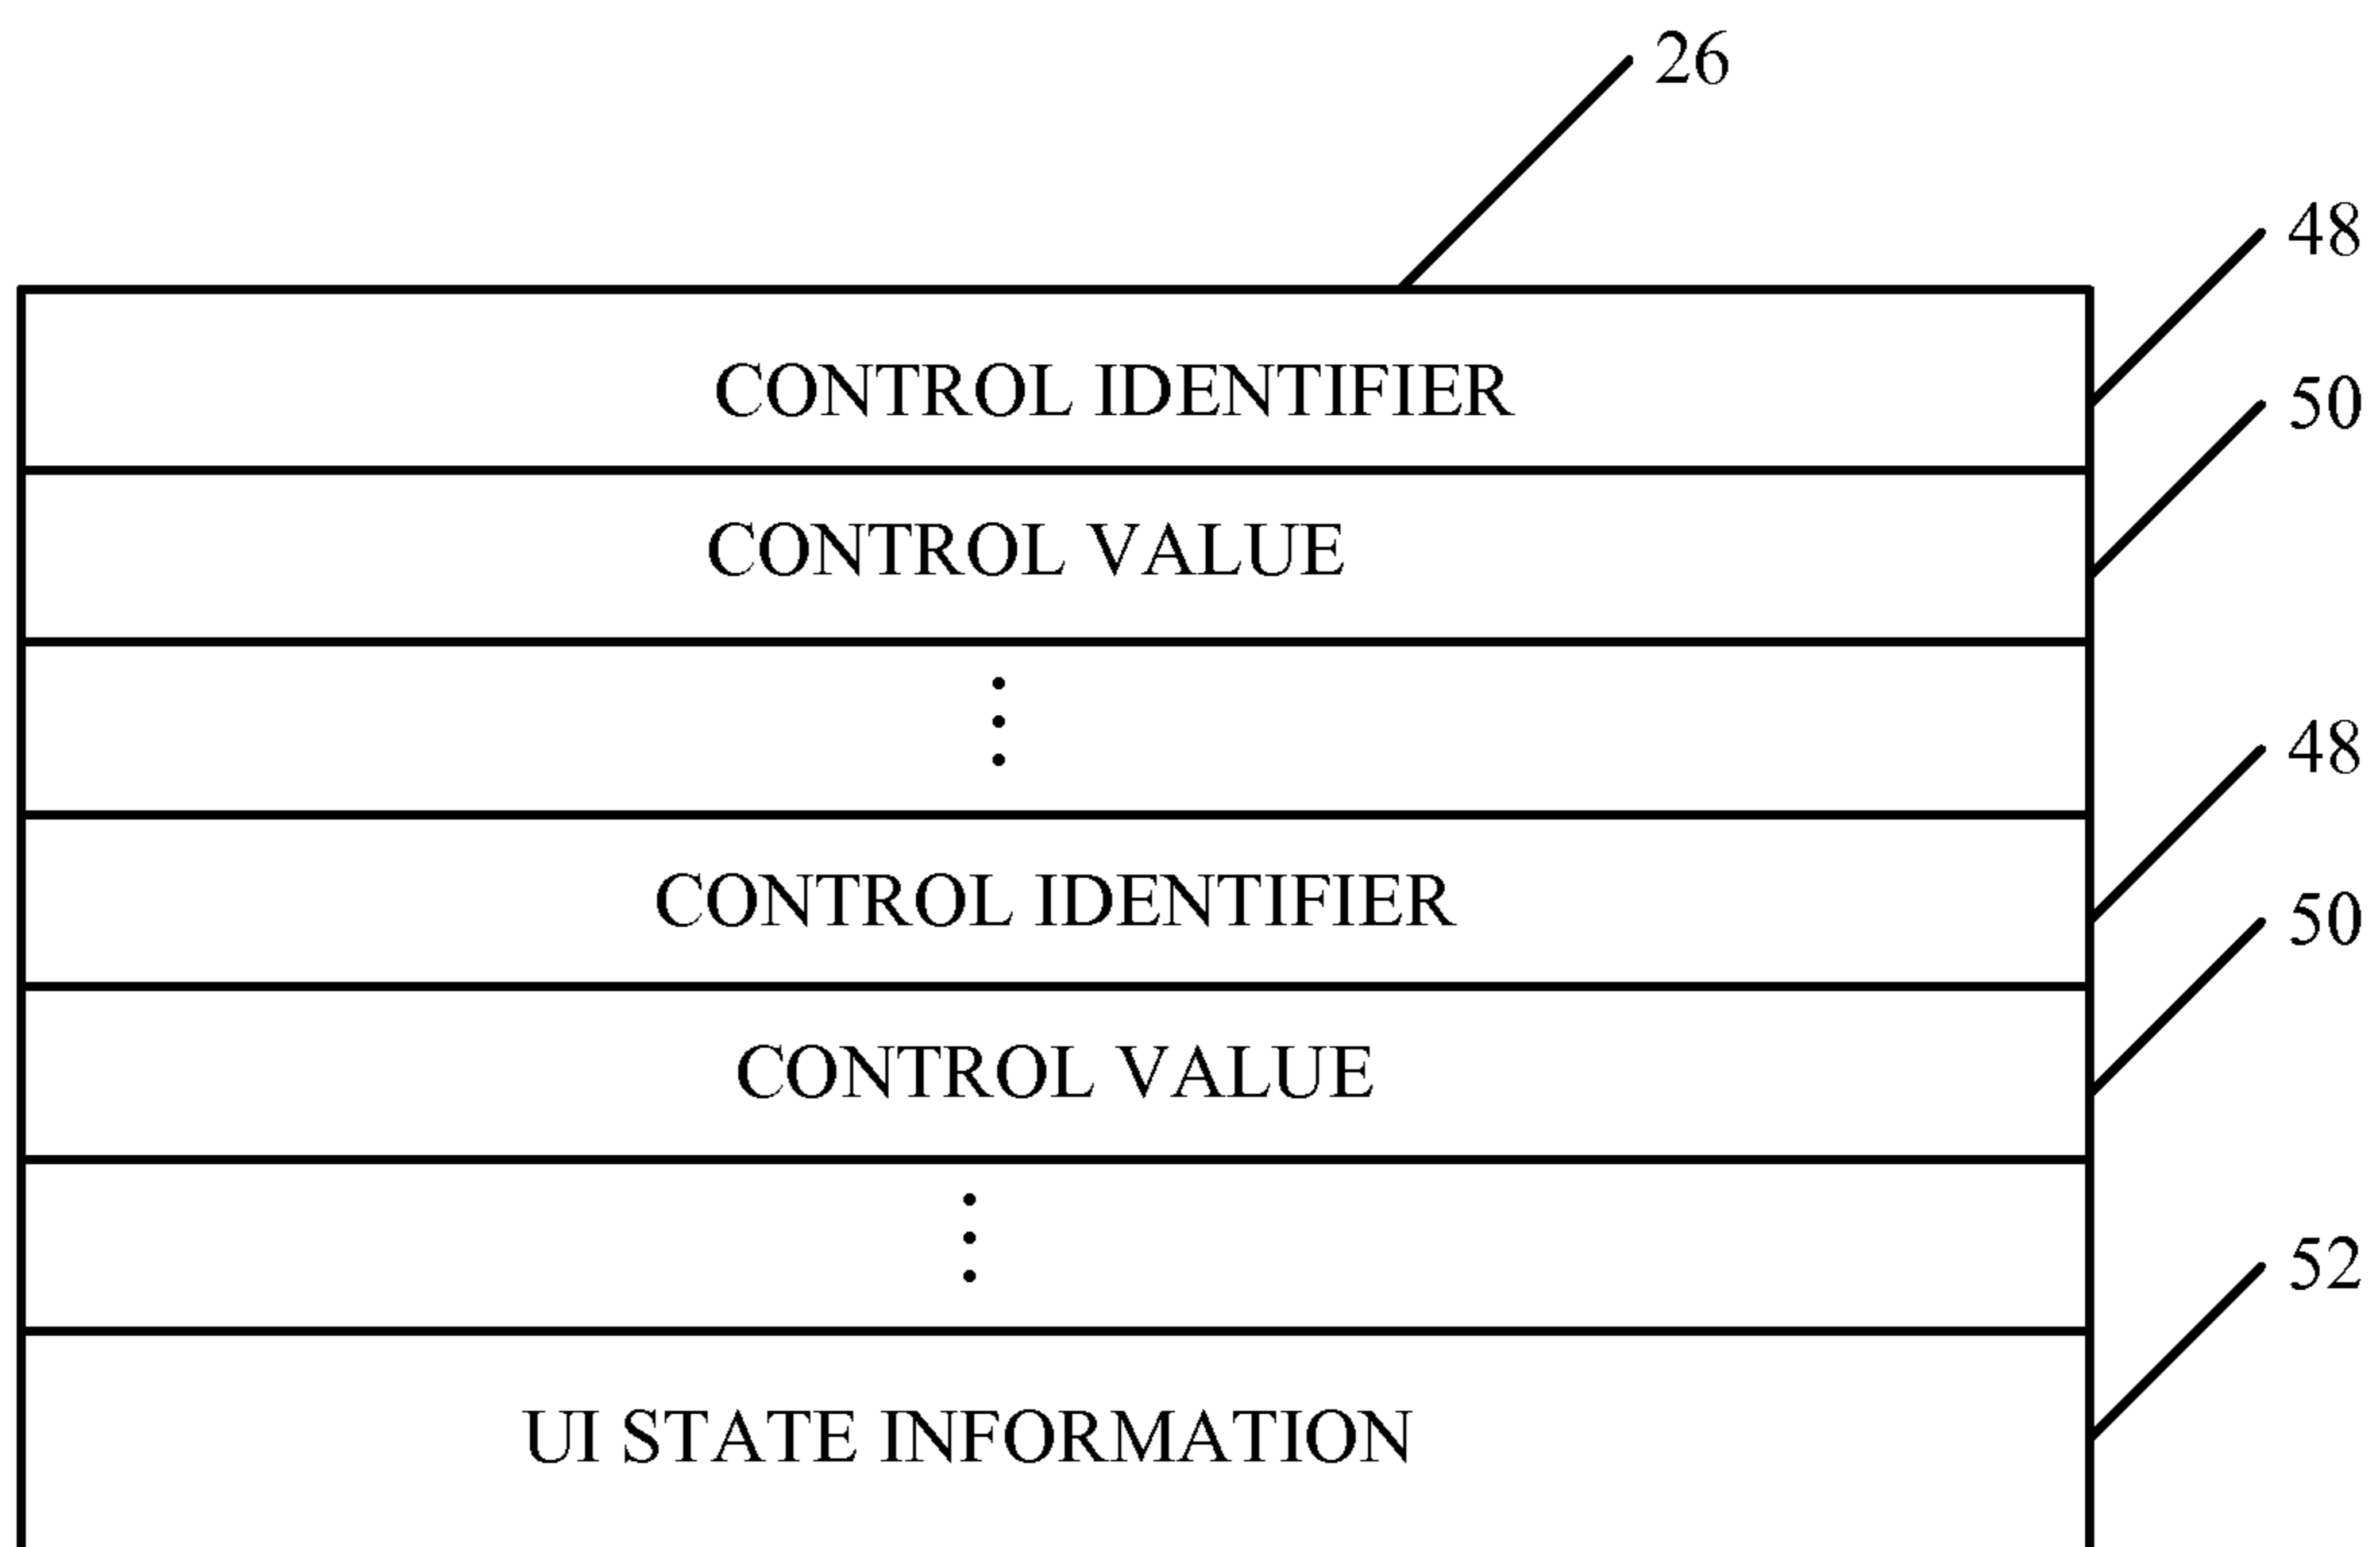 26
48
CONTROL IDENTIFIER
50
CONTROL VALUE
48
CONTROL IDENTIFIER
50
CONTROL VALUE
52
UI STATE INFORMATION